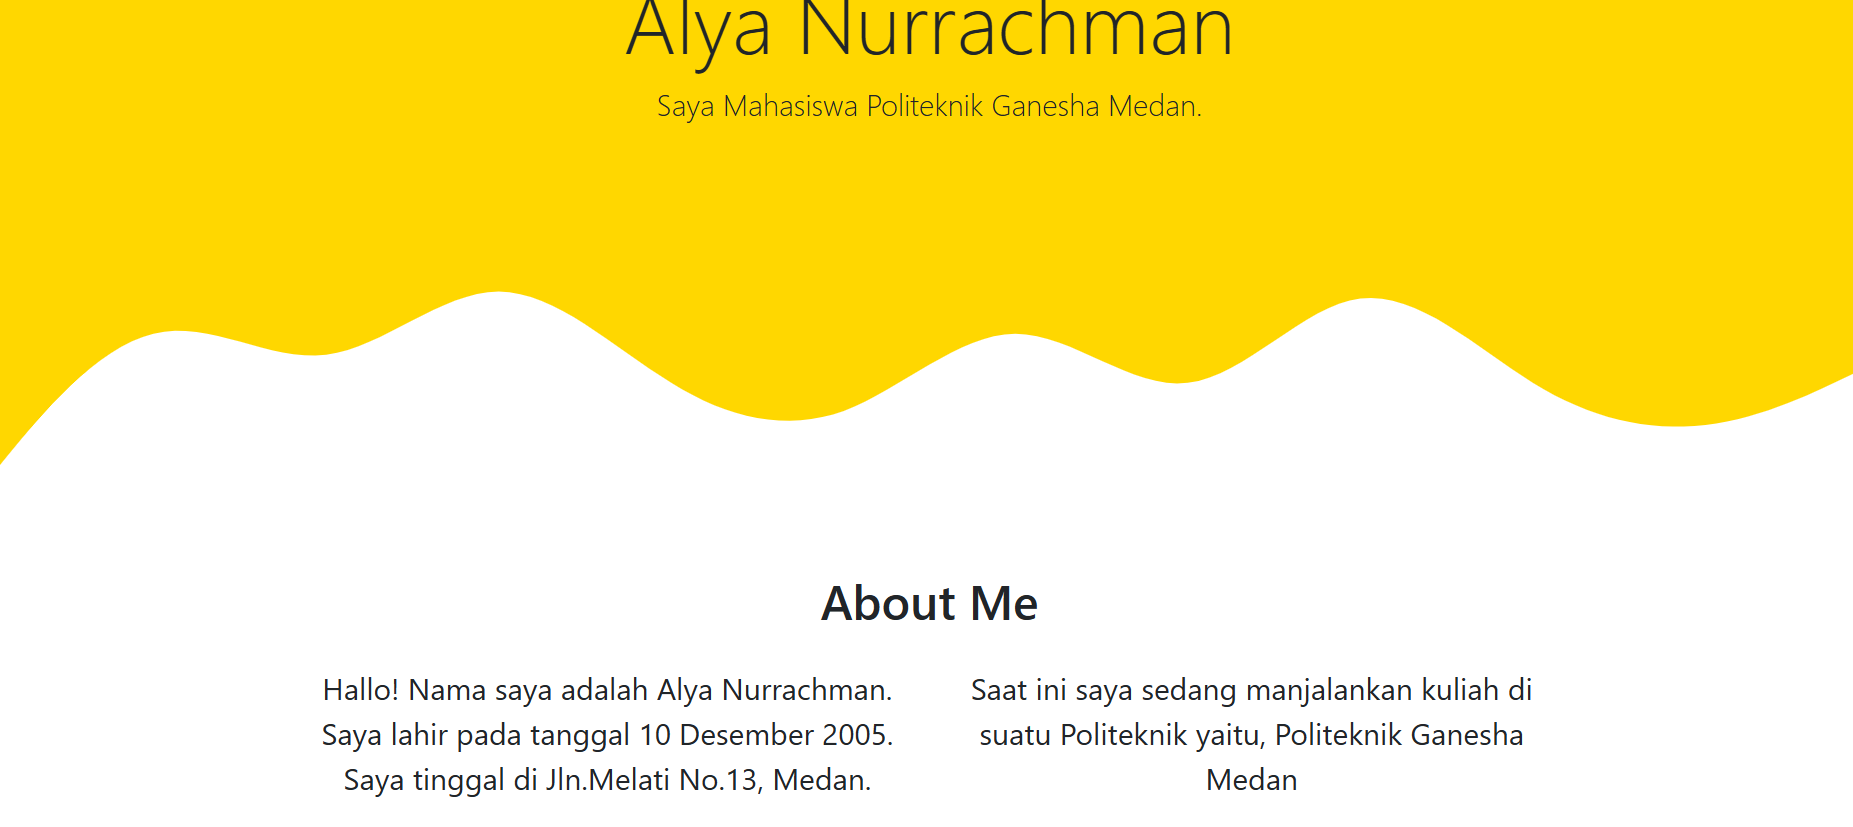 Alya Nurrachman
Saya Mahasiswa Politeknik Ganesha Medan.
About Me
Hallo! Nama saya adalah Alya Nurrachman.
Saya lahir pada tanggal 10 Desember 2005.
Saya tinggal di Jln.Melati No.13, Medan.
Saat ini saya sedang manjalankan kuliah di
suatu Politeknik yaitu, Politeknik Ganesha
Medan